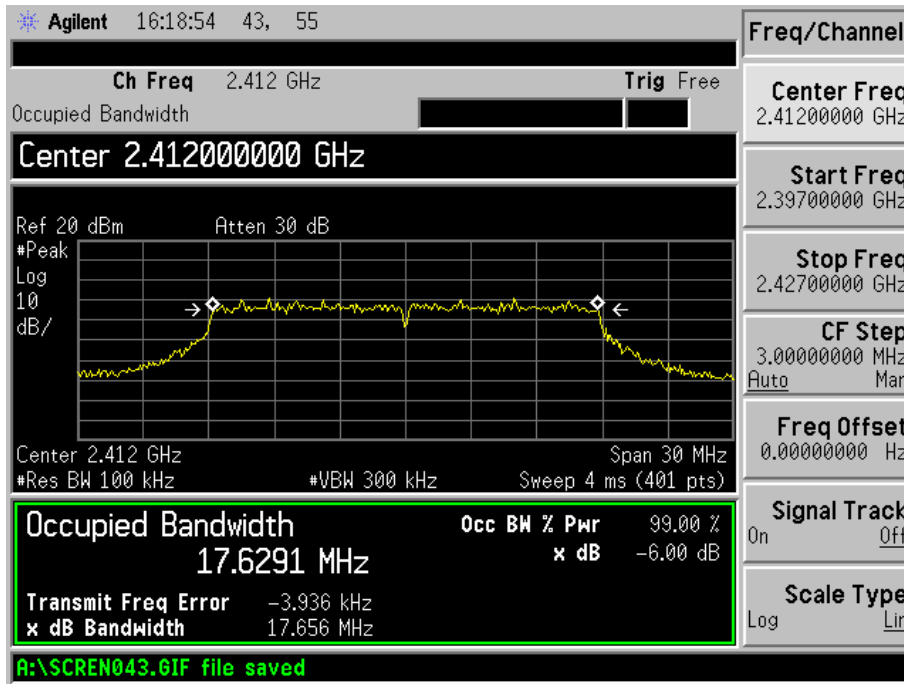 Agilent 16:18:54 43, 55
Freq/Channel
Ch Freq 2.412 GHz Trig Free
Occupied Bandwidth
Center 2.412000000 GHz
Ref 20 dBm Atten 30 dB
#Peak
Log
10
dB/
Center 2.412 GHz Span 30 MHz
#Res BW 100 kHz #VBW 300 kHz Sweep 4 ms (401 pts)
Occupied Bandwidth
17.6291 MHz
Occ BW % Pwr 99.00 %
x dB -6.00 dB
Transmit Freq Error -3.936 kHz
x dB Bandwidth 17.656 MHz
A:\SCREN043.GIF file saved
Center Freq
2.41200000 GHz
Start Freq
2.39700000 GHz
Stop Freq
2.42700000 GHz
CF Step
3.00000000 MHz
Auto Man
Freq Offset
0.00000000 Hz
Signal Track
On Off
Scale Type
Log Lin